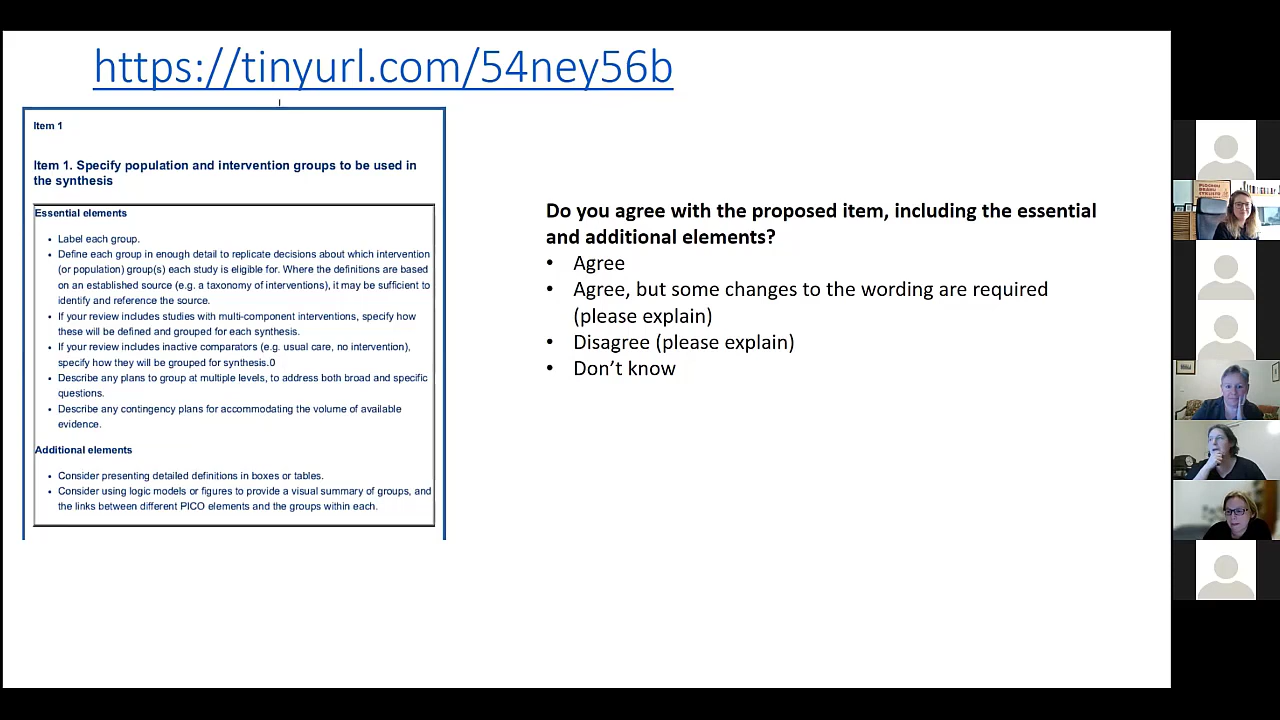 https://tinyurl.com/54ney56b
Item 1
Item 1. Specify population and intervention groups to be used in
the synthesis
Essential elements
• Label each group.
• Define each group in enough detail to replicate decisions about which intervention
(or population) group(s) each study is eligible for. Where the definitions are based
on an established source (e.g. a taxonomy of interventions), it may be sufficient to
identify and reference the source.
• If your review includes studies with multi-component interventions, specify how
these will be defined and grouped for each synthesis.
• If your review includes inactive comparators (e.g. usual care, no intervention),
specify how they will be grouped for synthesis.0
• Describe any plans to group at multiple levels, to address both broad and specific
questions.
• Describe any contingency plans for accommodating the volume of available
evidence.
Additional elements
• Consider presenting detailed definitions in boxes or tables.
• Consider using logic models or figures to provide a visual summary of groups, and
the links between different PICO elements and the groups within each.
Do you agree with the proposed item, including the essential
and additional elements?
• Agree
• Agree, but some changes to the wording are required
(please explain)
• Disagree (please explain)
• Don't know